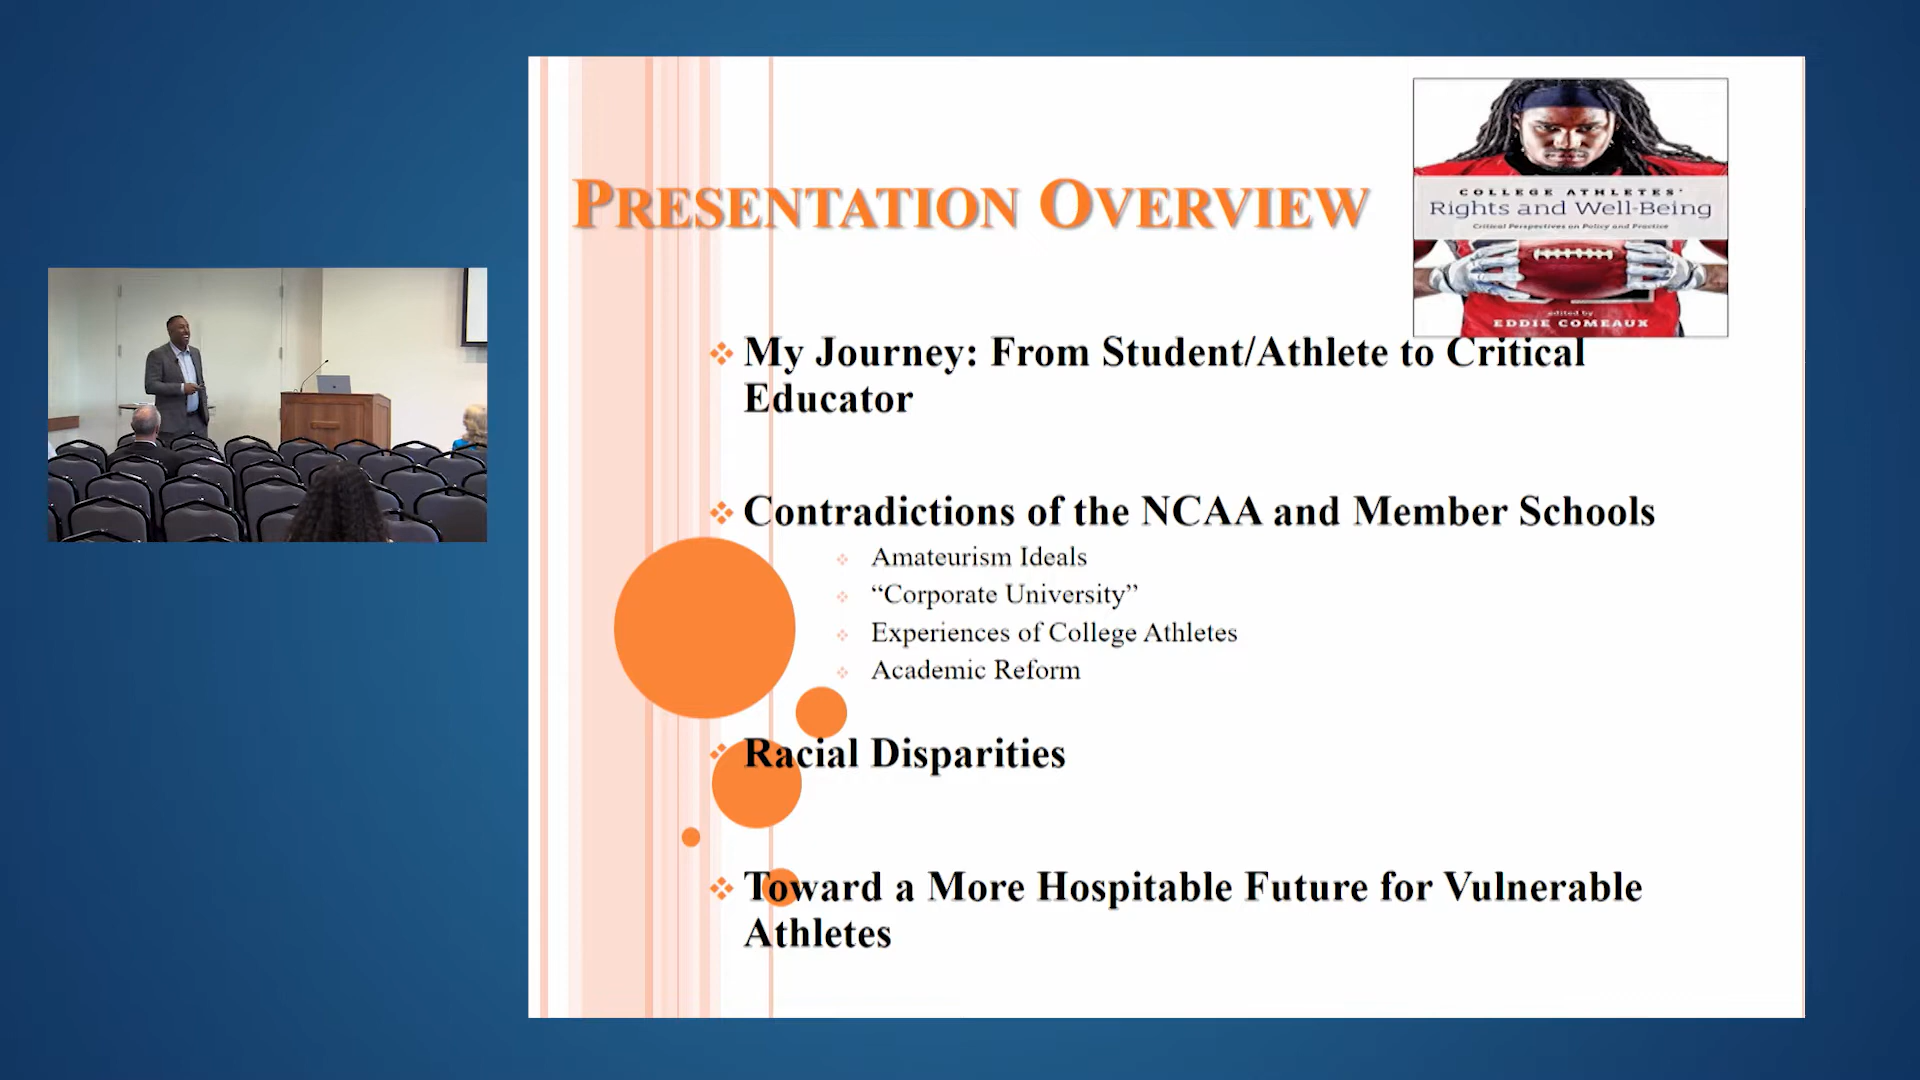 PRESENTATION OVERVIEW
COLLEGE ATHLETES'
Rights and Well-Being
Critical Perspectives on Policy and Practice
edited by
EDDIE COMEAUX
My Journey: From Student/Athlete to Critical
Educator
Contradictions of the NCAA and Member Schools
Amateurism Ideals
“Corporate University”
Experiences of College Athletes
Academic Reform
Racial Disparities
Toward a More Hospitable Future for Vulnerable
Athletes